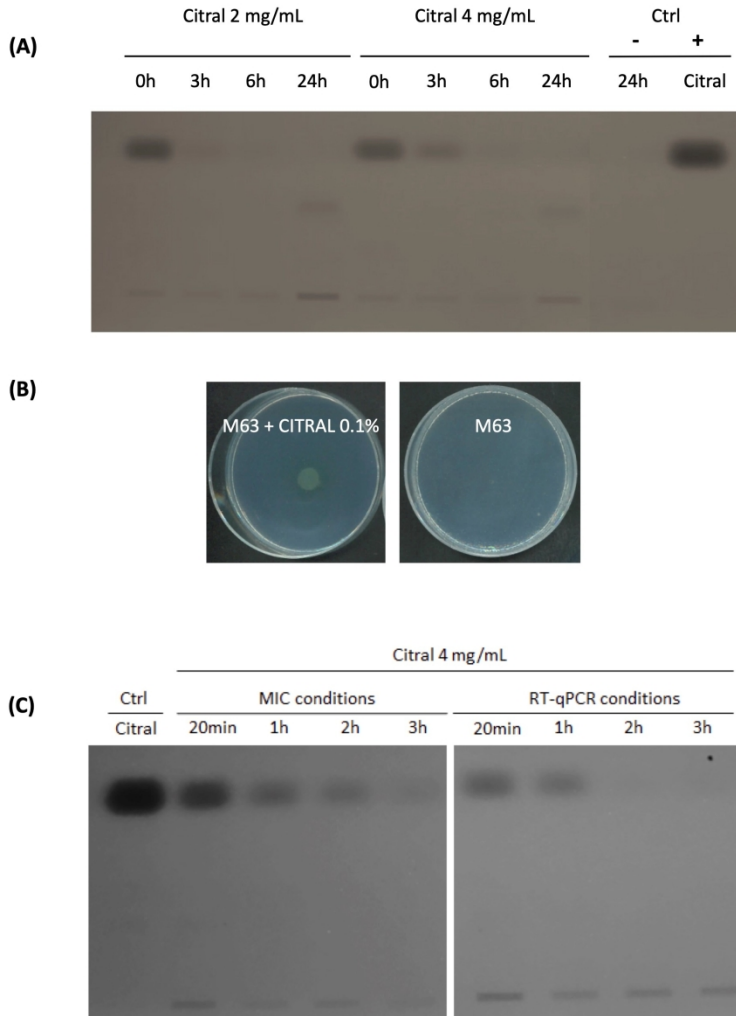 Citral 2 mg/mL Citral 4 mg/mL Ctrl
(A) - +
0h 3h 6h 24h 0h 3h 6h 24h 24h Citral
(B)
M63 + CITRAL 0.1% M63
Citral 4 mg/mL
(C) Ctrl MIC conditions RT-qPCR conditions
Citral 20min 1h 2h 3h 20min 1h 2h 3h